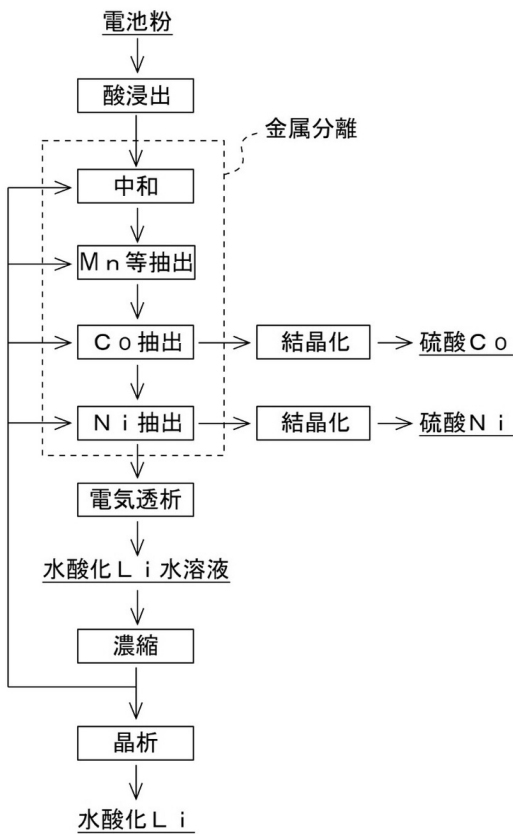 電池粉
酸浸出
金属分離
中和
Mn等抽出
Co抽出
結晶化
硫酸Co
Ni抽出
結晶化
硫酸Ni
電気透析
水酸化Li水溶液
濃縮
晶析
水酸化Li